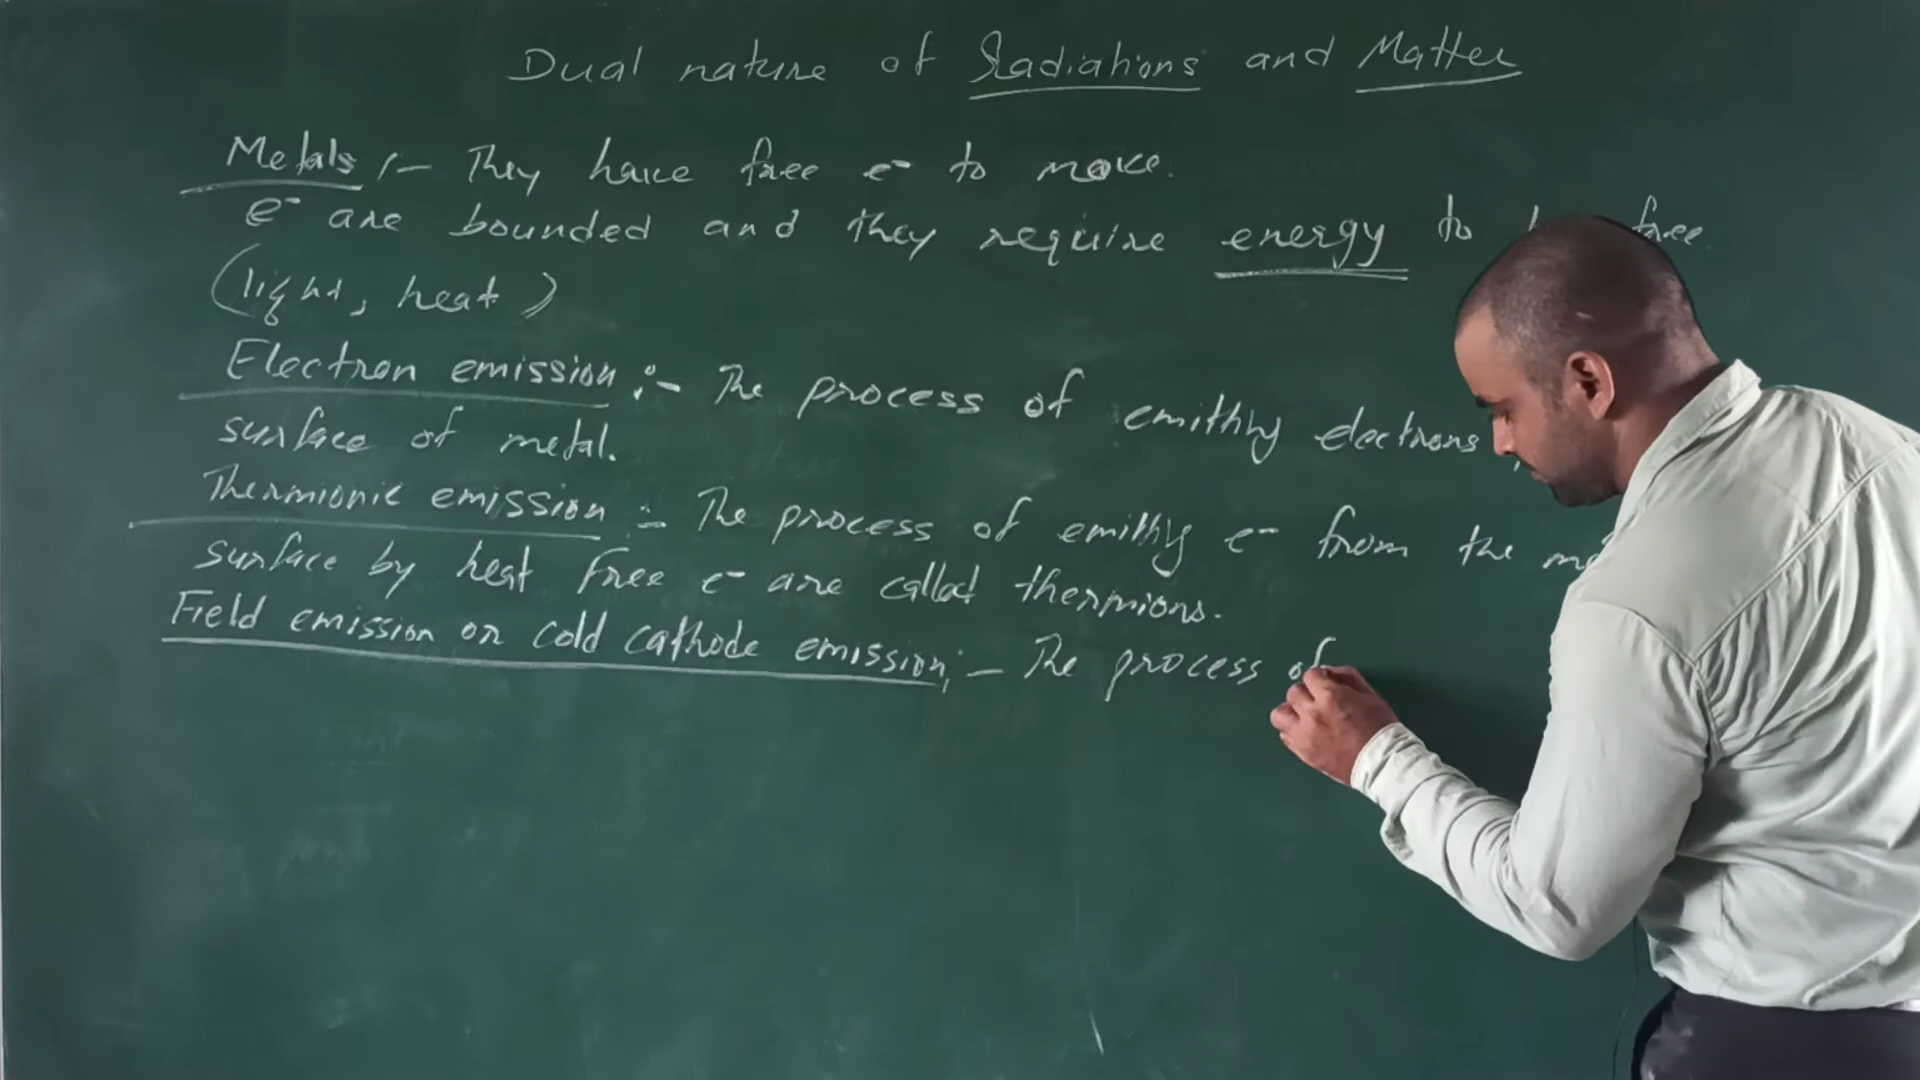 Dual nature of Radiations and Matter
Metals :- They have free e⁻ to move.
e⁻ are bounded and they require energy to free
(light, heat)
Electron emission :- The process of emitting electrons
surface of metal.
Thermionic emission :- The process of emitting e⁻ from the
surface by heat Free e⁻ are called thermions.
Field emission or cold cathode emission :- The process of